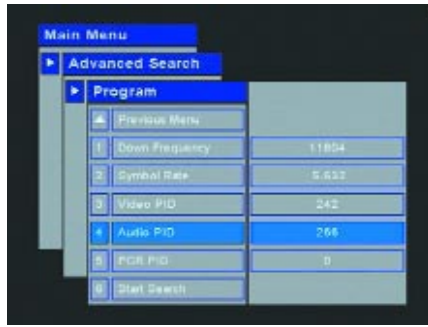 Main Menu
Advanced Search
Program
Previous Menu
1 Down Frequency 11804
2 Symbol Rate 5.632
3 Video PID 242
4 Audio PID 266
5 PCR PID 0
6 Start Search